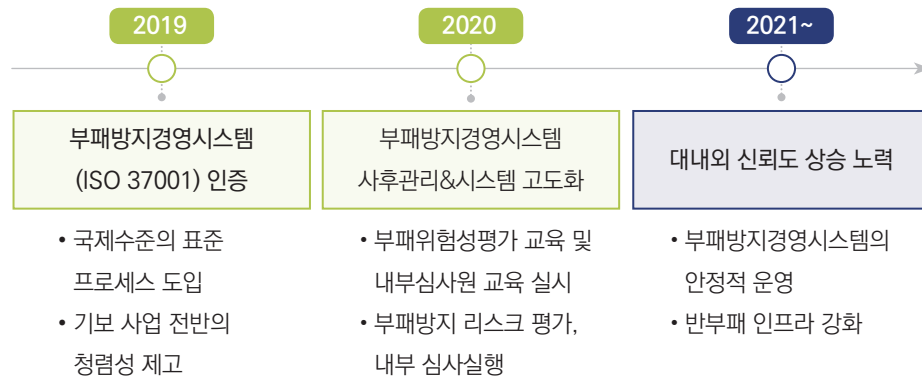 2019
부패방지경영시스템
(ISO 37001) 인증
• 국제수준의 표준
프로세스 도입
• 기보 사업 전반의
청렴성 제고
2020
부패방지경영시스템
사후관리&시스템 고도화
• 부패위험성평가 교육 및
내부심사원 교육 실시
• 부패방지 리스크 평가,
내부 심사실행
2021~
대내외 신뢰도 상승 노력
• 부패방지경영시스템의
안정적 운영
• 반부패 인프라 강화